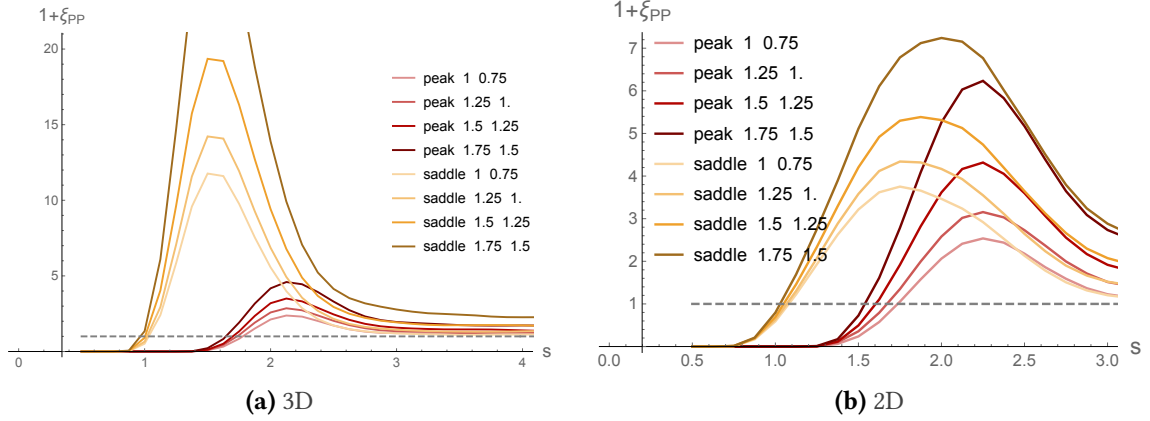 1+ξPP
20
15
10
5
0
1
2
3
4
s
peak 1 0.75
peak 1.25 1.
peak 1.5 1.25
peak 1.75 1.5
saddle 1 0.75
saddle 1.25 1.
saddle 1.5 1.25
saddle 1.75 1.5
(a) 3D
1+ξPP
7
6
5
4
3
2
1
0.0
0.5
1.0
1.5
2.0
2.5
3.0
s
peak 1 0.75
peak 1.25 1.
peak 1.5 1.25
peak 1.75 1.5
saddle 1 0.75
saddle 1.25 1.
saddle 1.5 1.25
saddle 1.75 1.5
(b) 2D